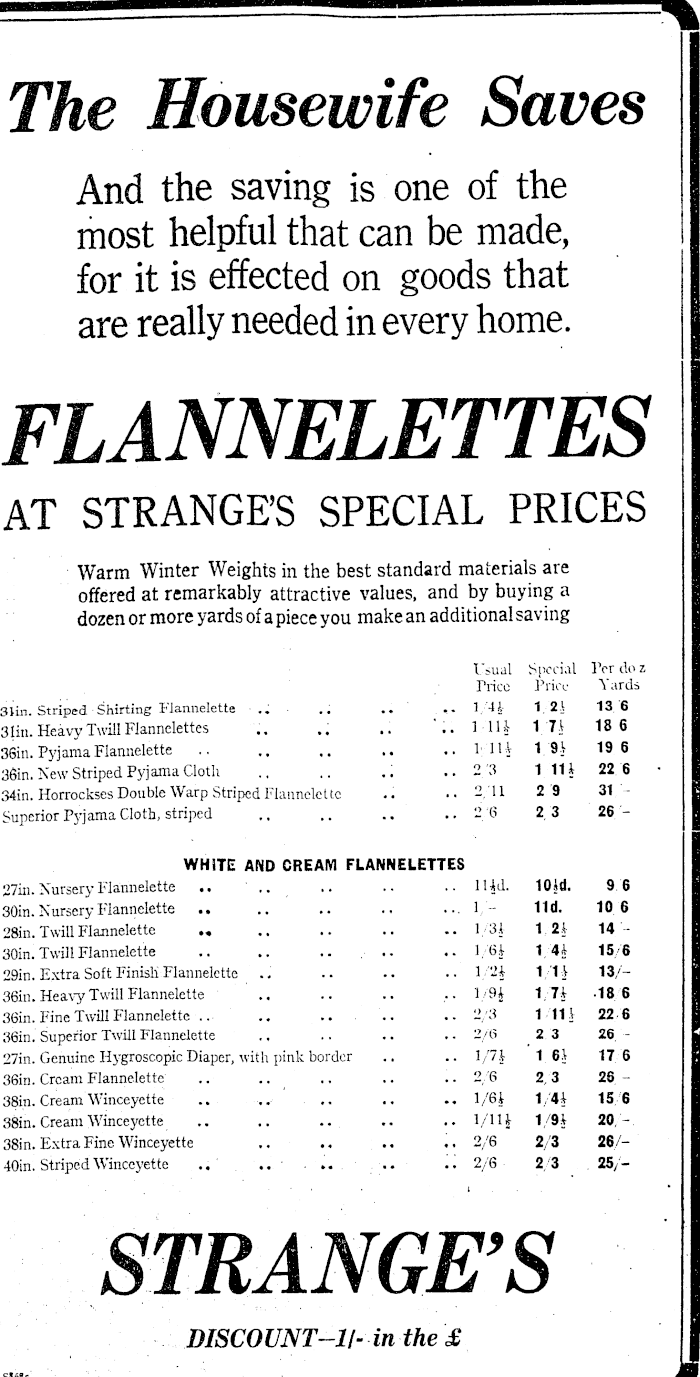 The Housewife Saves
And the saving is one of the
most helpful that can be made,
for it is effected on goods that
are really needed in every home.
FLANNELETTES
AT STRANGE'S SPECIAL PRICES
Warm Winter Weights in the best standard materials are
offered at remarkably attractive values, and by buying a
dozen or more yards of a piece you make an additional saving
Usual Price Special Price Per doz Yards
31in. Striped Shirting Flannelette .. .. .. .. 1/4½ 1/2½ 13/6
31in. Heavy Twill Flannelettes .. .. .. .. 1/11½ 1/7½ 18/6
36in. Pyjama Flannelette .. .. .. .. .. 1/11½ 1/9½ 19/6
36in. New Striped Pyjama Cloth .. .. .. .. 2/3 1/11½ 22/6
34in. Horrockses Double Warp Striped Flannelette .. .. 2/11 2/9 31/-
Superior Pyjama Cloth, striped .. .. .. .. 2/6 2/3 26/-
WHITE AND CREAM FLANNELETTES
27in. Nursery Flannelette .. .. .. .. .. 11½d. 10½d. 9/6
30in. Nursery Flannelette .. .. .. .. .. 1/- 11d. 10/6
28in. Twill Flannelette .. .. .. .. .. 1/3½ 1/2½ 14/-
30in. Twill Flannelette .. .. .. .. .. 1/6½ 1/4½ 15/6
29in. Extra Soft Finish Flannelette .. .. .. .. 1/2½ 1/1½ 13/-
36in. Heavy Twill Flannelette .. .. .. .. 1/9½ 1/7½ 18/6
36in. Fine Twill Flannelette .. .. .. .. .. 2/3 1/11½ 22/6
36in. Superior Twill Flannelette .. .. .. .. 2/6 2/3 26/-
27in. Genuine Hygroscopic Diaper, with pink border .. .. 1/7½ 1/6½ 17/6
36in. Cream Flannelette .. .. .. .. .. 2/6 2/3 26/-
38in. Cream Winceyette .. .. .. .. .. 1/6½ 1/4½ 15/6
38in. Cream Winceyette .. .. .. .. .. 1/11½ 1/9½ 20/-
38in. Extra Fine Winceyette .. .. .. .. 2/6 2/3 26/-
40in. Striped Winceyette .. .. .. .. .. 2/6 2/3 25/-
STRANGE'S
DISCOUNT—1/- in the £